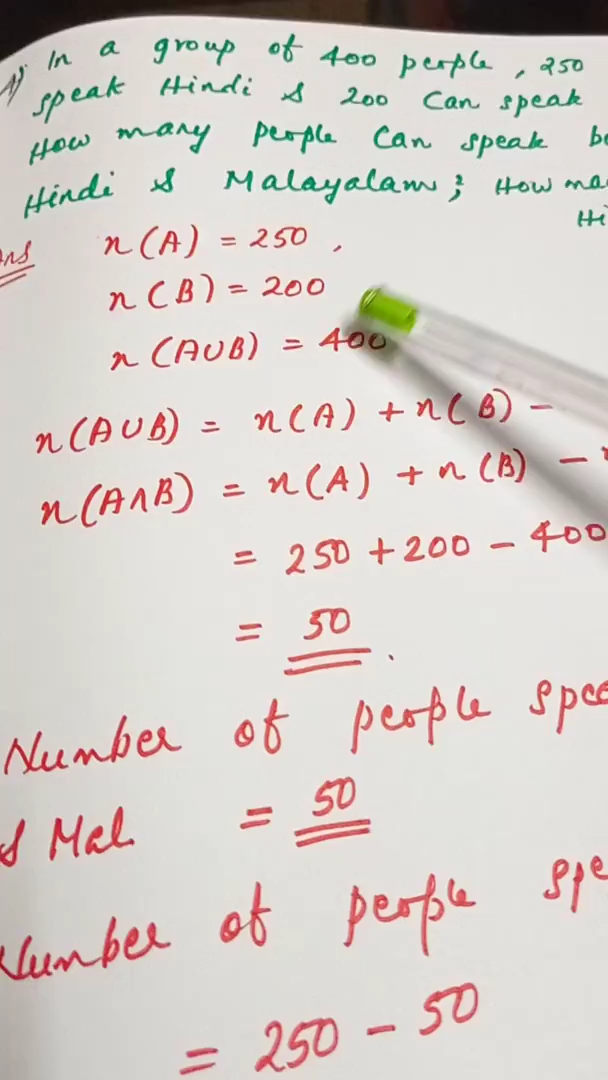 A) In a group of 400 people, 250
speak Hindi & 200 Can speak
How many people Can speak
Hindi & Malayalam; How
Ans n(A) = 250,
n(B) = 200
n(A∪B) = 400
n(A∪B) = n(A) + n(B) -
n(A∩B) = n(A) + n(B) -
= 250 + 200 - 400
= 50.
Number of people
& Mal. = 50
Number of people
= 250 - 50